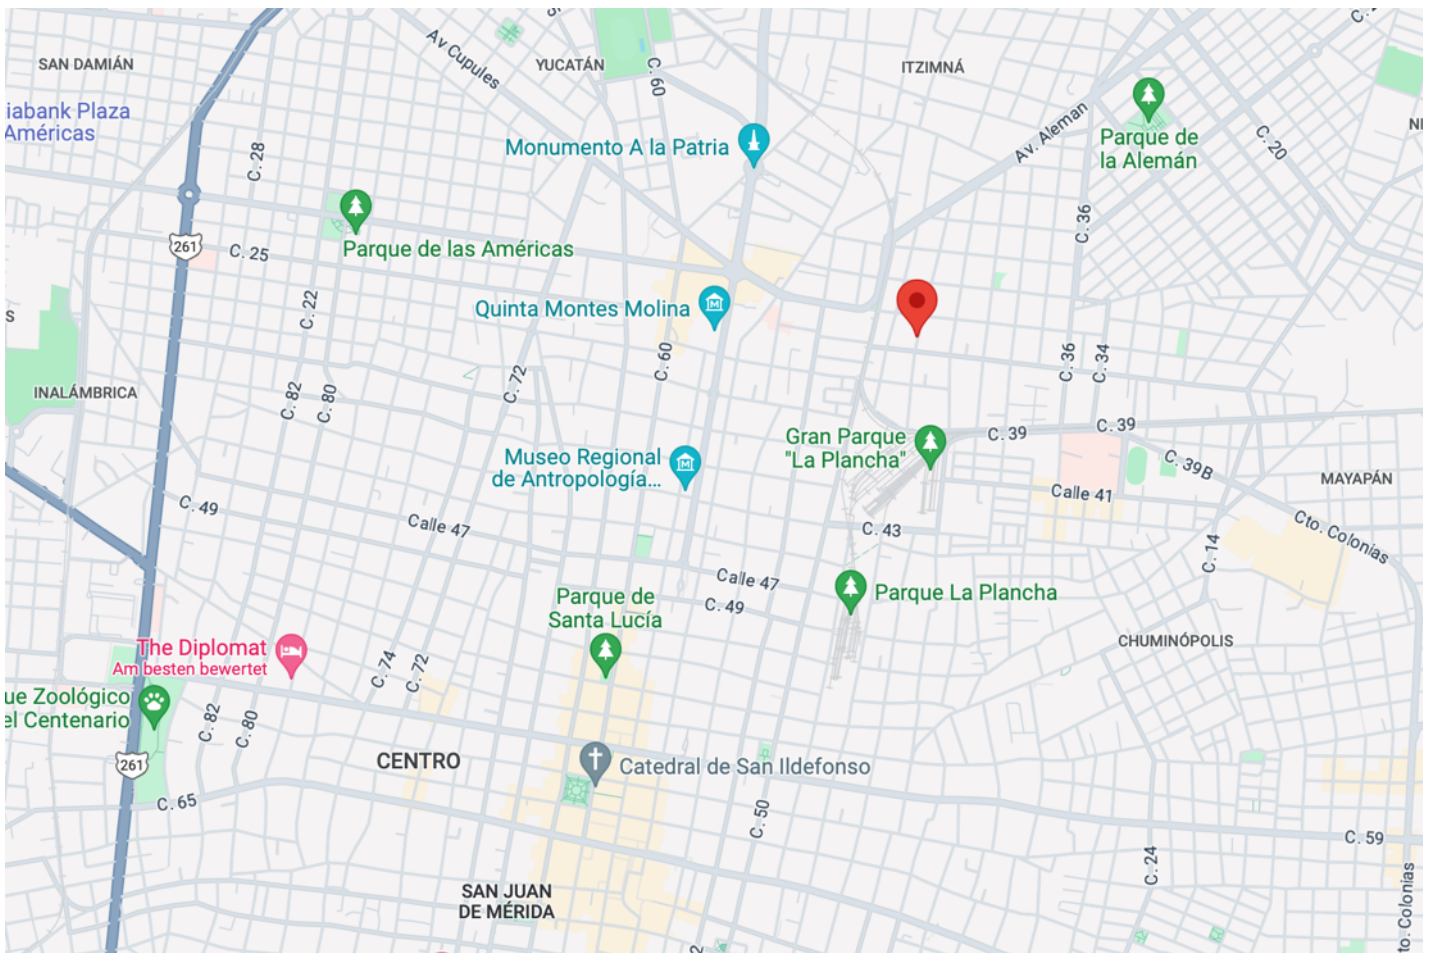 SAN DAMIÁN
Av Cupules
YUCATÁN
C. 60
ITZIMNÁ
iabank Plaza
Américas
C. 28
Monumento A la Patria
Av. Aleman
Parque de
la Alemán
C. 20
261
C. 25
Parque de las Américas
C. 36
C. 22
Quinta Montes Molina
C. 60
C. 72
C. 36
C. 34
INALÁMBRICA
C. 82
C. 80
Gran Parque
"La Plancha"
C. 39
C. 39
C. 39B
MAYAPÁN
Museo Regional
de Antropología...
Calle 41
C. 49
Calle 47
C. 43
Cto. Colonias
C. 14
Calle 47
C. 49
Parque La Plancha
Parque de
Santa Lucía
CHUMINÓPOLIS
The Diplomat
Am besten bewertet
C. 74
C. 72
ue Zoológico
el Centenario
C. 82
C. 80
261
CENTRO
Catedral de San Ildefonso
C. 65
C. 50
C. 59
C. 24
SAN JUAN
DE MÉRIDA
to. Colonias